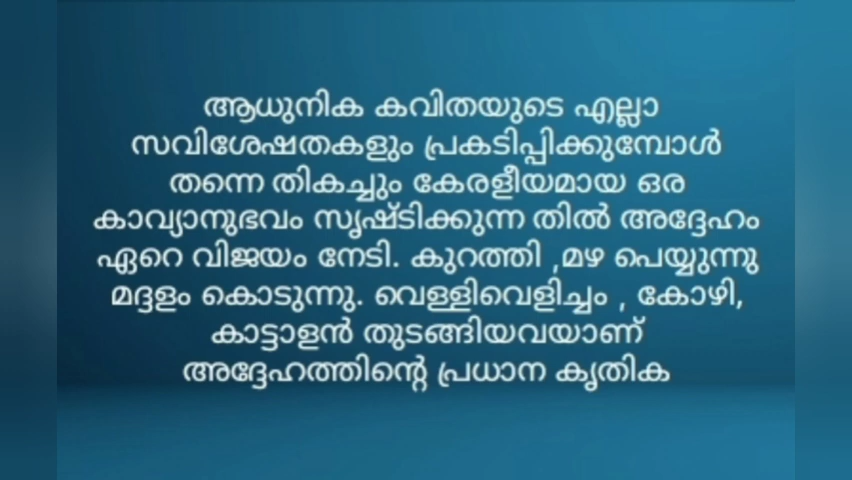 ആധുനിക കവിതയുടെ എല്ലാ
സവിശേഷതകളും പ്രകടിപ്പിക്കുമ്പോൾ
തന്നെ തികച്ചും കേരളീയമായ ഒര
കാവ്യാനുഭവം സൃഷ്ടിക്കുന്ന തിൽ അദ്ദേഹം
ഏറെ വിജയം നേടി. കുറത്തി ,മഴ പെയ്യുന്നു
മദ്ദളം കൊടുന്നു. വെള്ളിവെളിച്ചം , കോഴി,
കാട്ടാളൻ തുടങ്ങിയവയാണ്
അദ്ദേഹത്തിന്റെ പ്രധാന കൃതിക